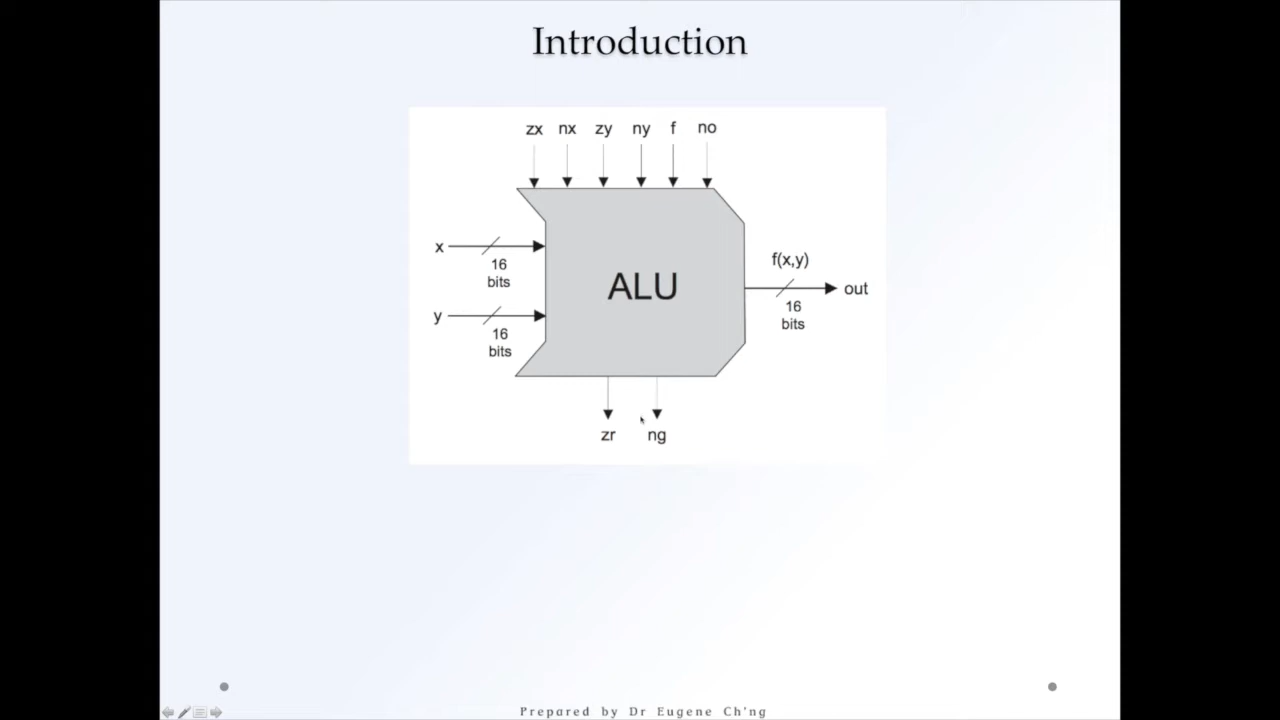 Introduction
zx nx zy ny f no
x
16
bits
y
16
bits
ALU
f(x,y)
16
bits
out
zr ng
Prepared by Dr Eugene Ch'ng